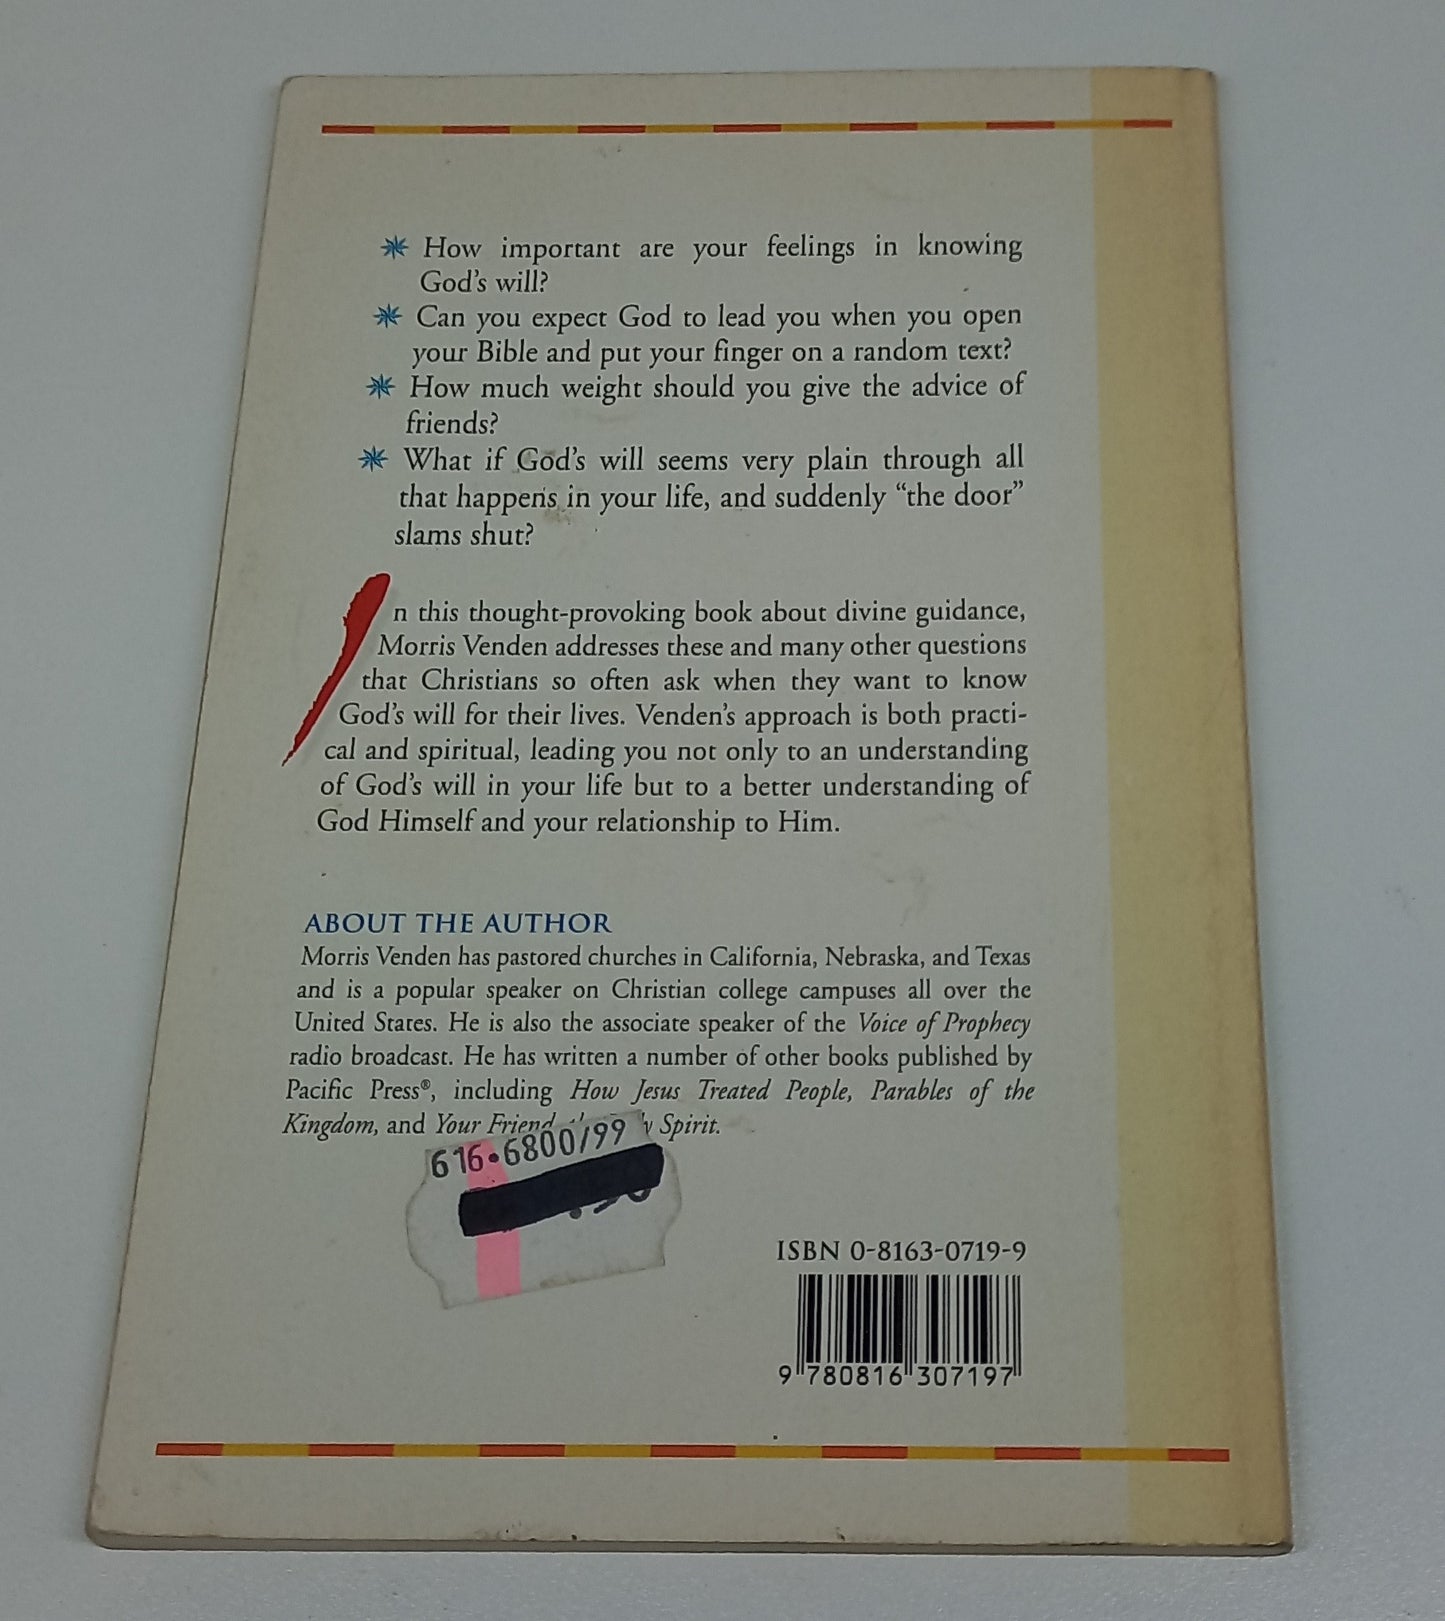 How important are your feelings in knowing
God's will?
Can you expect God to lead you when you open
your Bible and put your finger on a random text?
How much weight should you give the advice of
friends?
What if God's will seems very plain through all
that happens in your life, and suddenly “the door”
slams shut?
In this thought-provoking book about divine guidance,
Morris Venden addresses these and many other questions
that Christians so often ask when they want to know
God's will for their lives. Venden's approach is both practi-
cal and spiritual, leading you not only to an understanding
of God's will in your life but to a better understanding of
God Himself and your relationship to Him.
ABOUT THE AUTHOR
Morris Venden has pastored churches in California, Nebraska, and Texas
and is a popular speaker on Christian college campuses all over the
United States. He is also the associate speaker of the Voice of Prophecy
radio broadcast. He has written a number of other books published by
Pacific Press®, including How Jesus Treated People, Parables of the
Kingdom, and Your Friend Spirit.
616•6800/99
ISBN 0-8163-0719-9
9 780816 307197